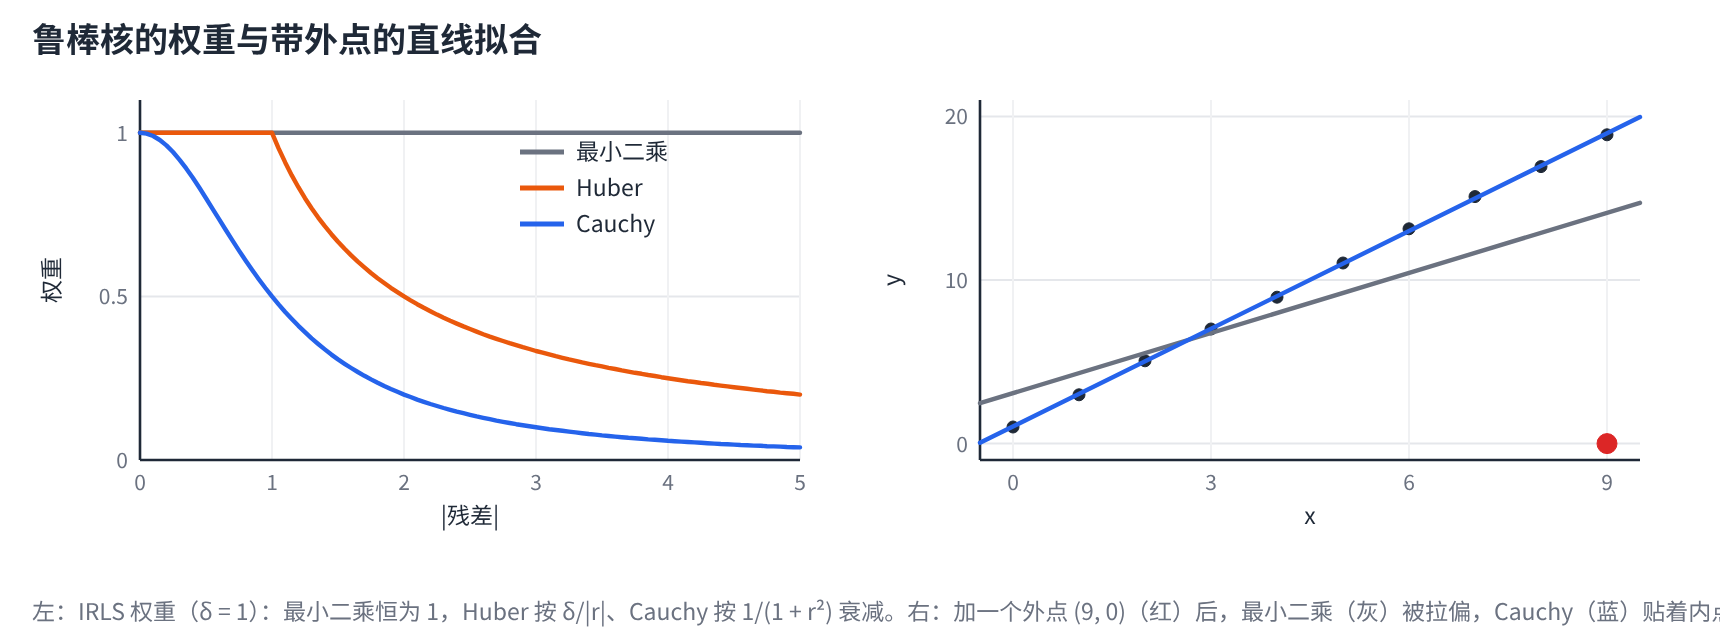 鲁棒核的权重与带外点的直线拟合
1
0.5
0
0 1 2 3 4 5
权重
|残差|
最小二乘
Huber
Cauchy
20
10
0
0 3 6 9
y
x
左：IRLS 权重（δ = 1）：最小二乘恒为 1，Huber 按 δ/|r|、Cauchy 按 1/(1 + r²) 衰减。右：加一个外点 (9, 0)（红）后，最小二乘（灰）被拉偏，Cauchy（蓝）贴着内